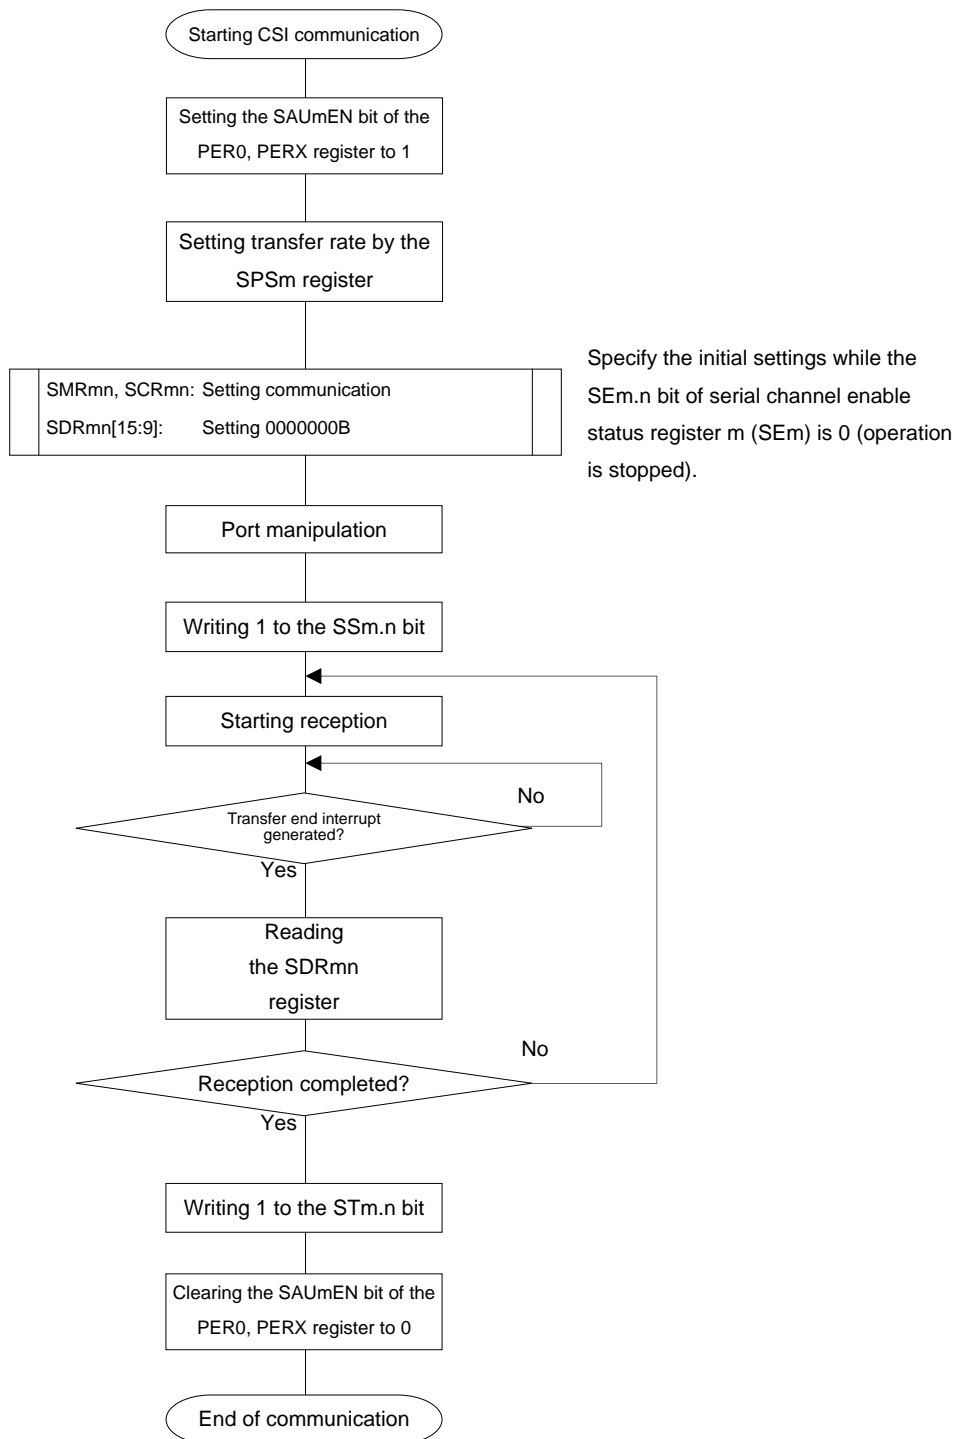 Starting CSI communication
Setting the SAUmEN bit of the
PER0, PERX register to 1
Setting transfer rate by the
SPSm register
SMRmn, SCRmn: Setting communication
SDRmn[15:9]: Setting 0000000B
Specify the initial settings while the
SEm.n bit of serial channel enable
status register m (SEm) is 0 (operation
is stopped).
Port manipulation
Writing 1 to the SSm.n bit
Starting reception
No
Transfer end interrupt
generated?
Yes
Reading
the SDRmn
register
No
Reception completed?
Yes
Writing 1 to the STm.n bit
Clearing the SAUmEN bit of the
PER0, PERX register to 0
End of communication